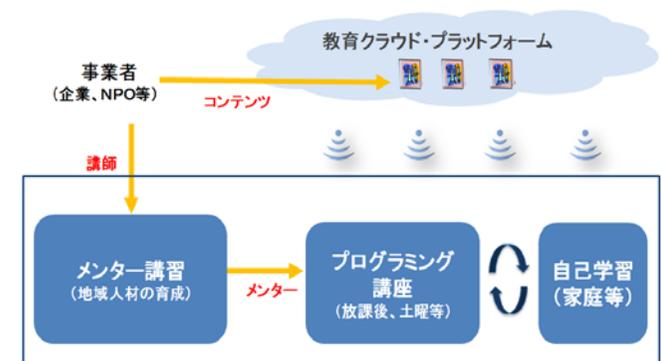 教育クラウド・プラットフォーム
事業者
(企業、NPO等)
コンテンツ
講師
メンター講習
(地域人材の育成)
メンター
プログラミング
講座
(放課後、土曜等)
自己学習
(家庭等)